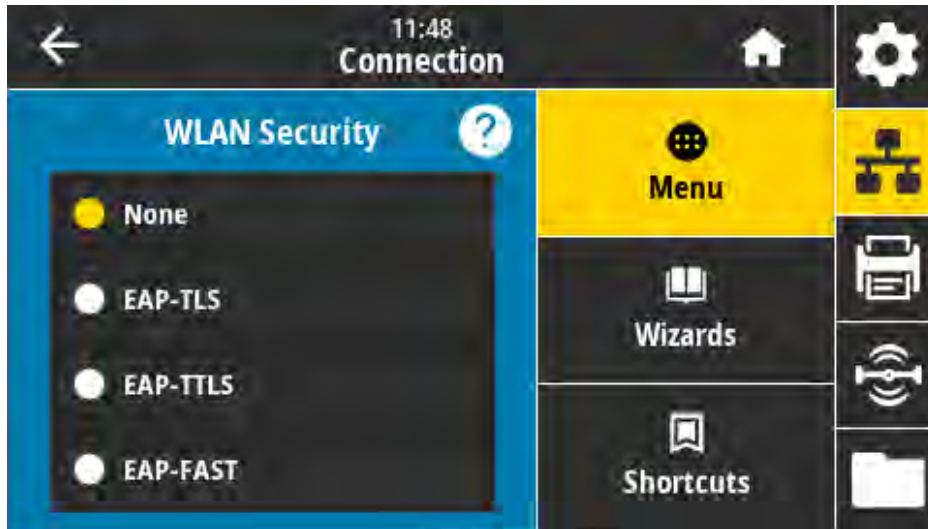 11:48
Connection
WLAN Security
?
None
EAP-TLS
EAP-TTLS
EAP-FAST
Menu
Wizards
Shortcuts